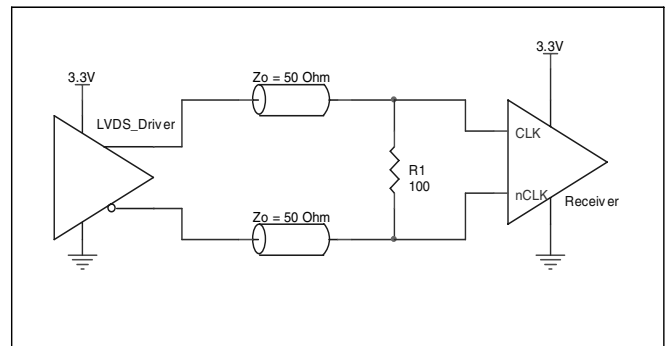 3.3V
LVDS_Driver
Zo = 50 Ohm
Zo = 50 Ohm
R1
100
3.3V
CLK
nCLK
Receiver